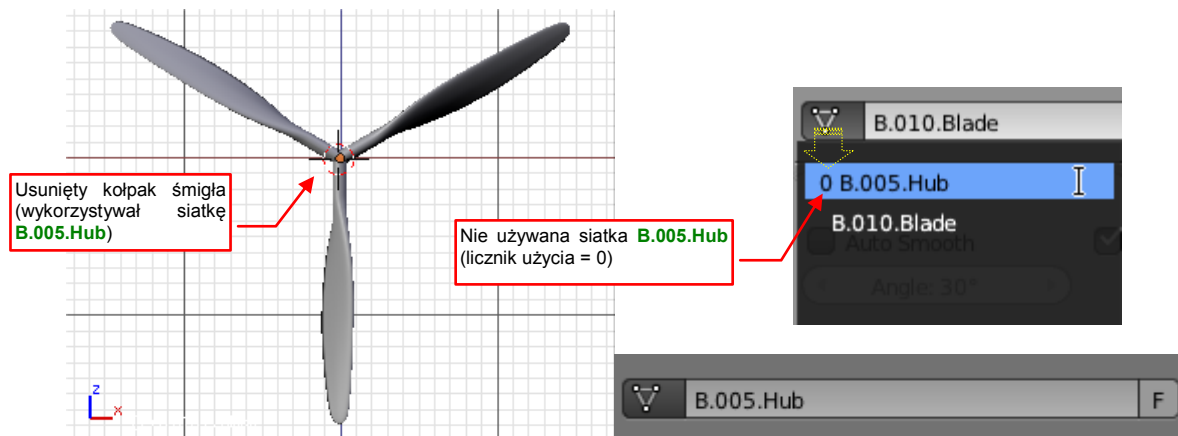 Usunięty kołpak śmigła
(wykorzystywał siatkę
B.005.Hub)
z
x
Nie używana siatka B.005.Hub
(licznik użycia = 0)
B.010.Blade
0 B.005.Hub
B.010.Blade
Auto Smooth
Angle: 30°
B.005.Hub
F